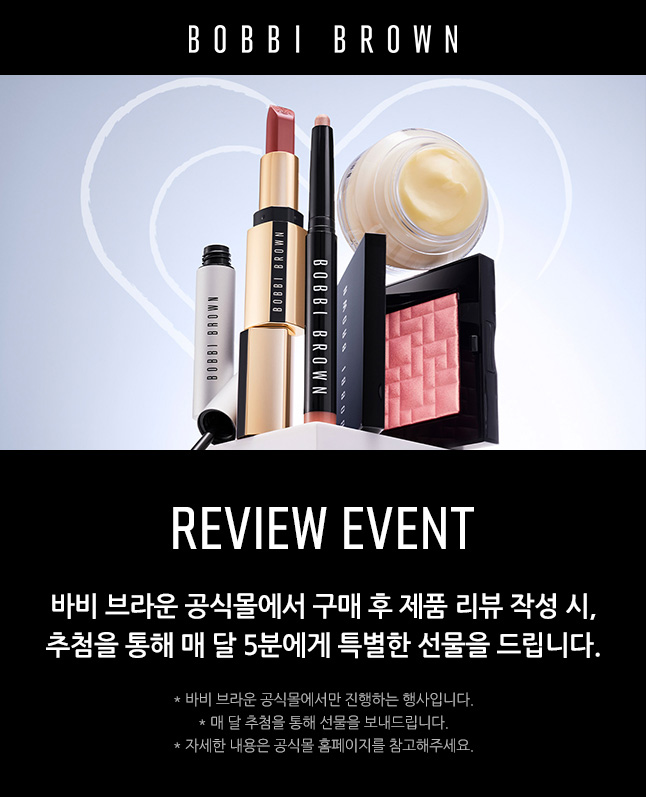 BOBBI BROWN
BOBBI BROWN
BOBBI BROWN
BOBBI BROWN
BOBBI BROWN
REVIEW EVENT
바비 브라운 공식몰에서 구매 후 제품 리뷰 작성 시,
추첨을 통해 매 달 5분에게 특별한 선물을 드립니다.
* 바비 브라운 공식몰에서만 진행하는 행사입니다.
* 매 달 추첨을 통해 선물을 보내드립니다.
* 자세한 내용은 공식몰 홈페이지를 참고해주세요.